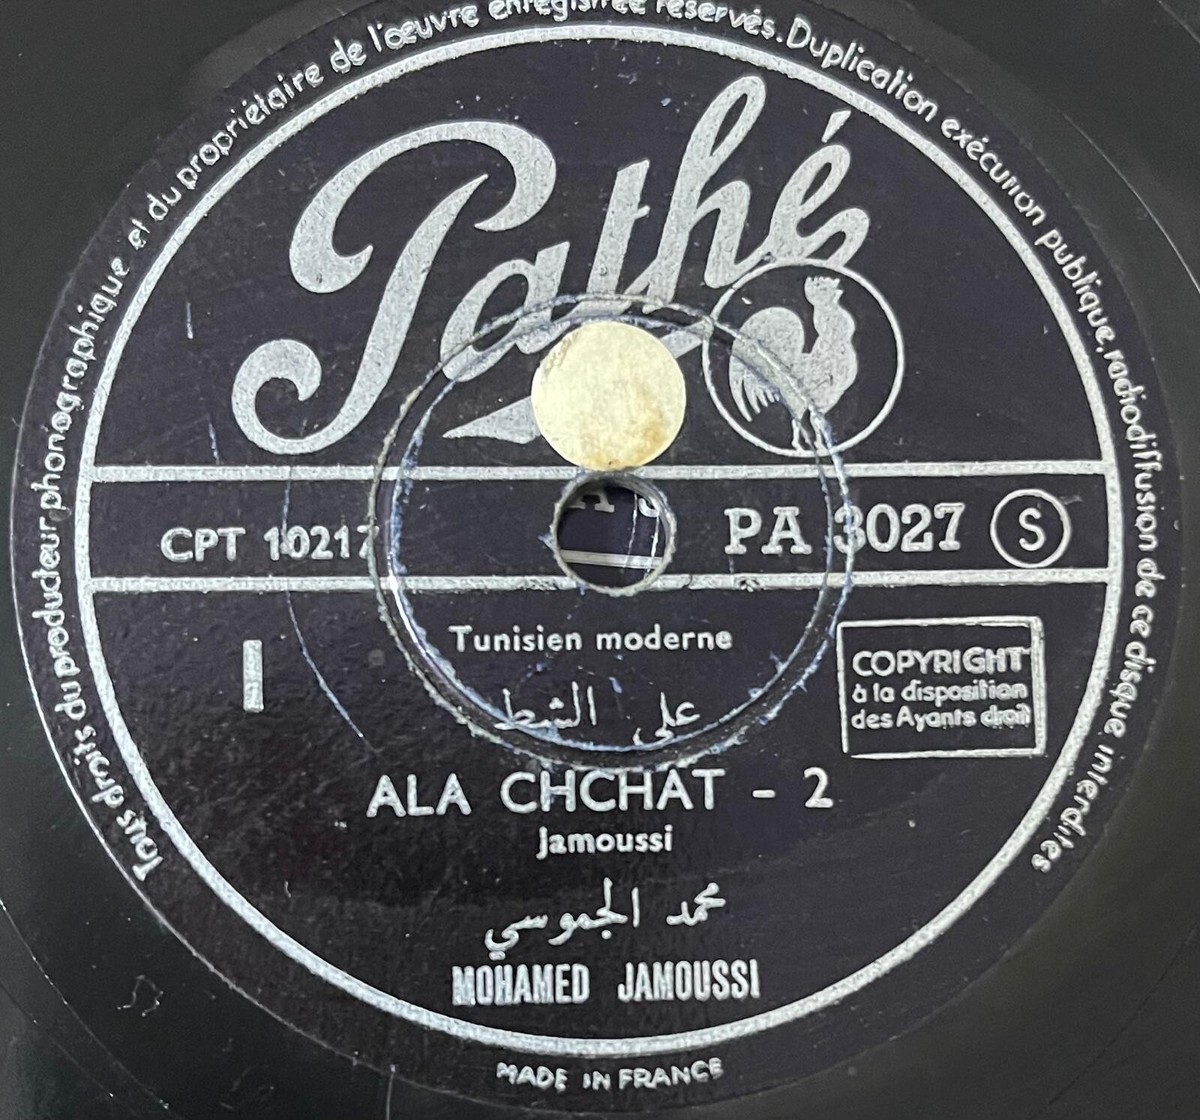 Tous droits du producteur phonographique et du propriétaire de l'œuvre enregistrée réservés. Duplication exécution publique, radiodiffusion de ce disque interdites
Pathé
CPT 10217
PA 3027 S
Tunisien moderne
I
COPYRIGHT
à la disposition
des Ayants droit
على الشط
ALA CHCHAT - 2
Jamoussi
محمد الجموسي
MOHAMED JAMOUSSI
MADE IN FRANCE